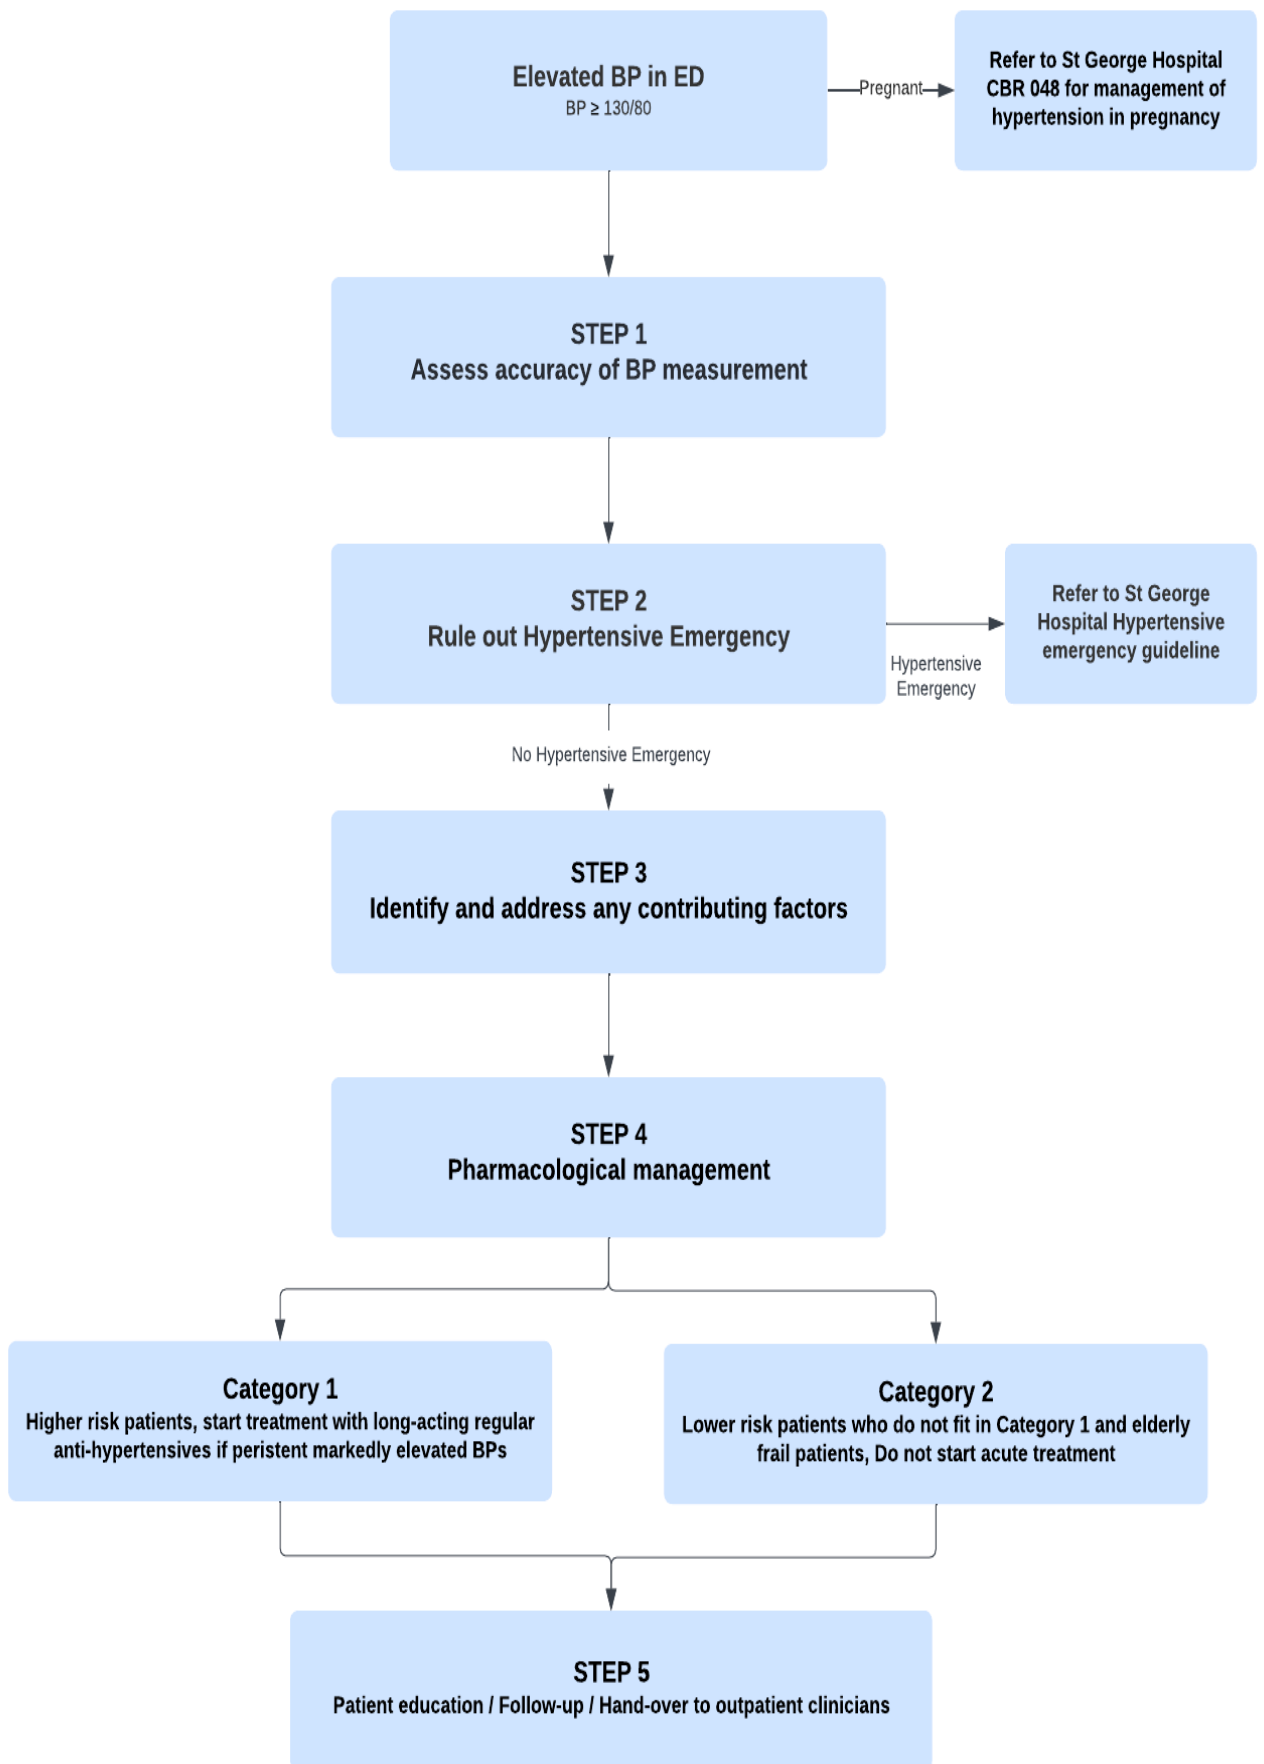 Elevated BP in ED
BP ≥ 130/80
Pregnant
Refer to St George Hospital
CBR 048 for management of
hypertension in pregnancy
STEP 1
Assess accuracy of BP measurement
STEP 2
Rule out Hypertensive Emergency
Hypertensive
Emergency
Refer to St George
Hospital Hypertensive
emergency guideline
No Hypertensive Emergency
STEP 3
Identify and address any contributing factors
STEP 4
Pharmacological management
Category 1
Higher risk patients, start treatment with long-acting regular
anti-hypertensives if peristent markedly elevated BPs
Category 2
Lower risk patients who do not fit in Category 1 and elderly
frail patients, Do not start acute treatment
STEP 5
Patient education / Follow-up / Hand-over to outpatient clinicians